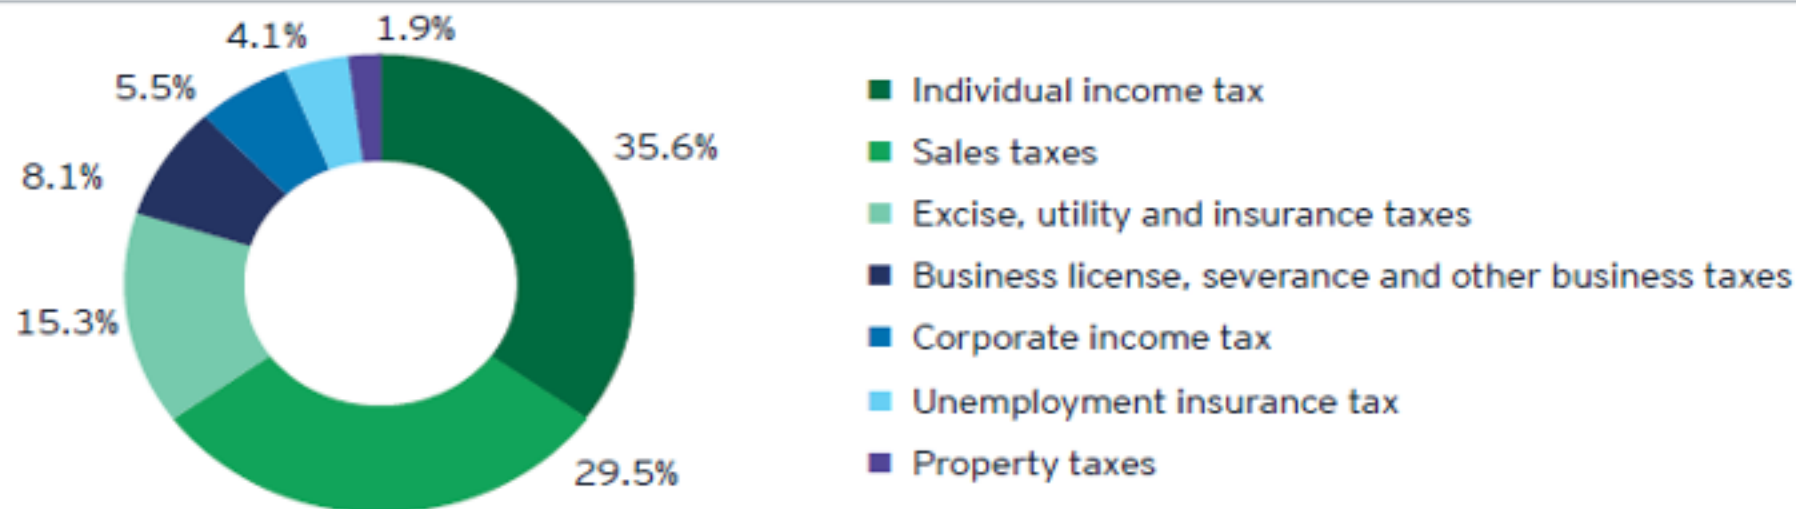 4.1%
1.9%
5.5%
35.6%
8.1%
15.3%
29.5%
Individual income tax
Sales taxes
Excise, utility and insurance taxes
Business license, severance and other business taxes
Corporate income tax
Unemployment insurance tax
Property taxes